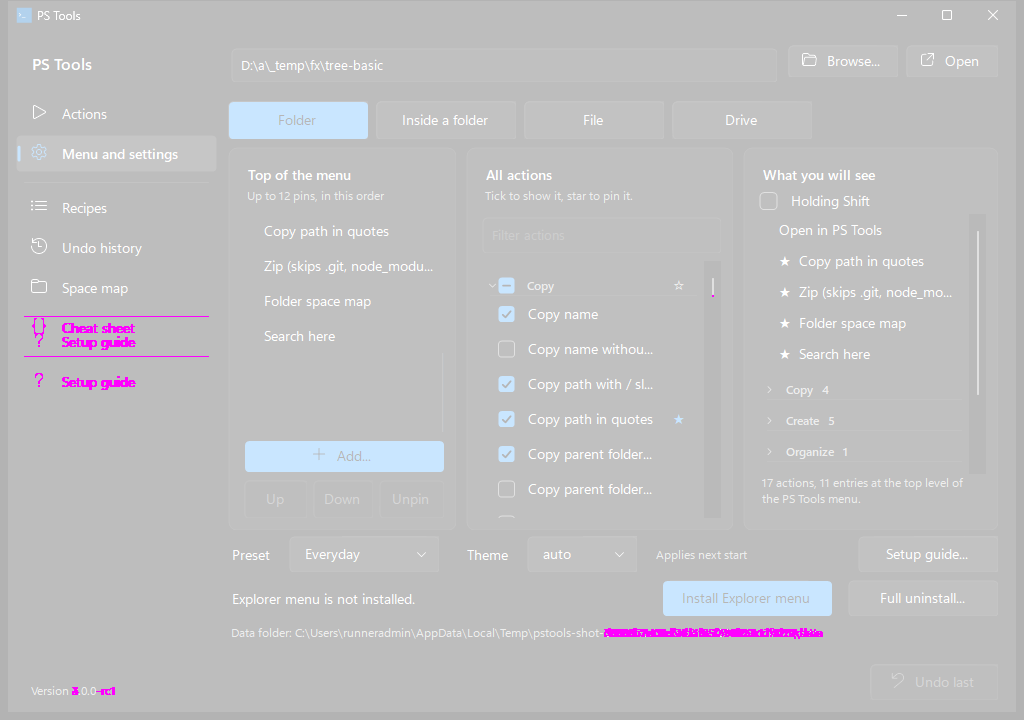 PS Tools
PS Tools
D:\a\_temp\fx\tree-basic
Browse...
Open
Actions
Menu and settings
Recipes
Undo history
Space map
Cheat sheet
Setup guide
Setup guide
Folder
Inside a folder
File
Drive
Top of the menu
Up to 12 pins, in this order
Copy path in quotes
Zip (skips .git, node_modu...
Folder space map
Search here
Add...
Up
Down
Unpin
All actions
Tick to show it, star to pin it.
Filter actions
Copy
Copy name
Copy name withou...
Copy path with / sl...
Copy path in quotes
Copy parent folder...
Copy parent folder...
What you will see
Holding Shift
Open in PS Tools
★ Copy path in quotes
★ Zip (skips .git, node_mo...
★ Folder space map
★ Search here
Copy 4
Create 5
Organize 1
17 actions, 11 entries at the top level of
the PS Tools menu.
Preset
Everyday
Theme
auto
Applies next start
Setup guide...
Explorer menu is not installed.
Install Explorer menu
Full uninstall...
Data folder: C:\Users\runneradmin\AppData\Local\Temp\pstools-shot-
Version
Undo last